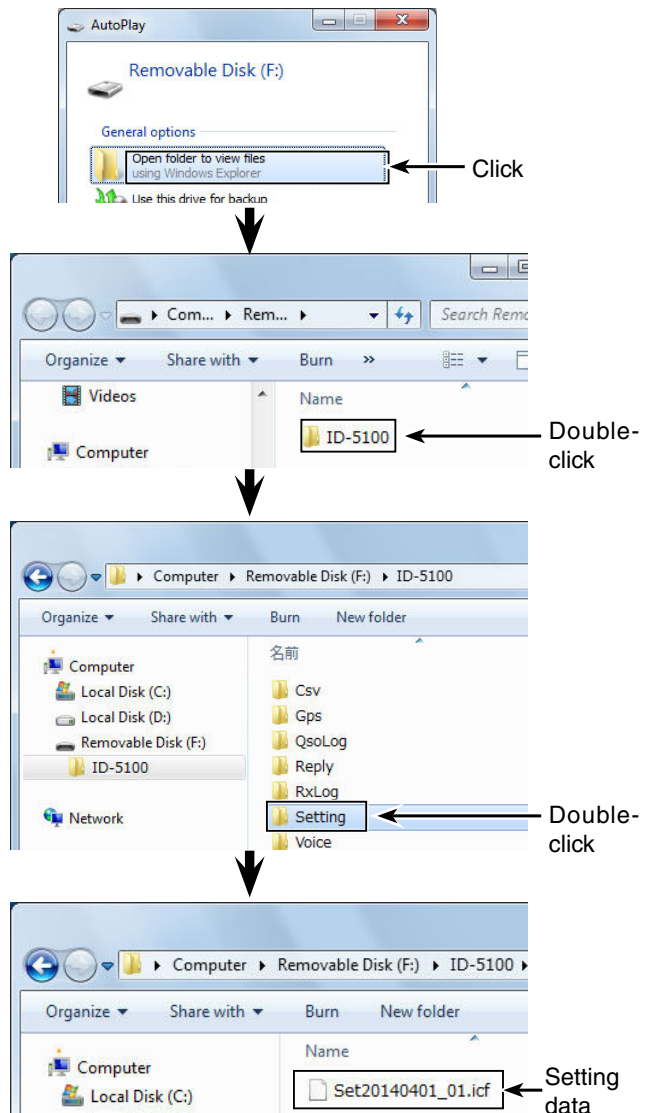 AutoPlay
Removable Disk (F:)
General options
Open folder to view files
using Windows Explorer
Click
Use this drive for backup
Com... Rem...
Search Remo
Organize Share with Burn »
Videos
Name
ID-5100
Double-
click
Computer
Computer Removable Disk (F:) ID-5100
Organize Share with Burn New folder
名前
Computer
Csv
Local Disk (C:)
Gps
Local Disk (D:)
QsoLog
Removable Disk (F:)
Reply
ID-5100
RxLog
Setting
Double-
click
Network
Voice
Computer Removable Disk (F:) ID-5100
Organize Share with Burn New folder
Name
Computer
Set20140401_01.icf
Setting
data
Local Disk (C:)